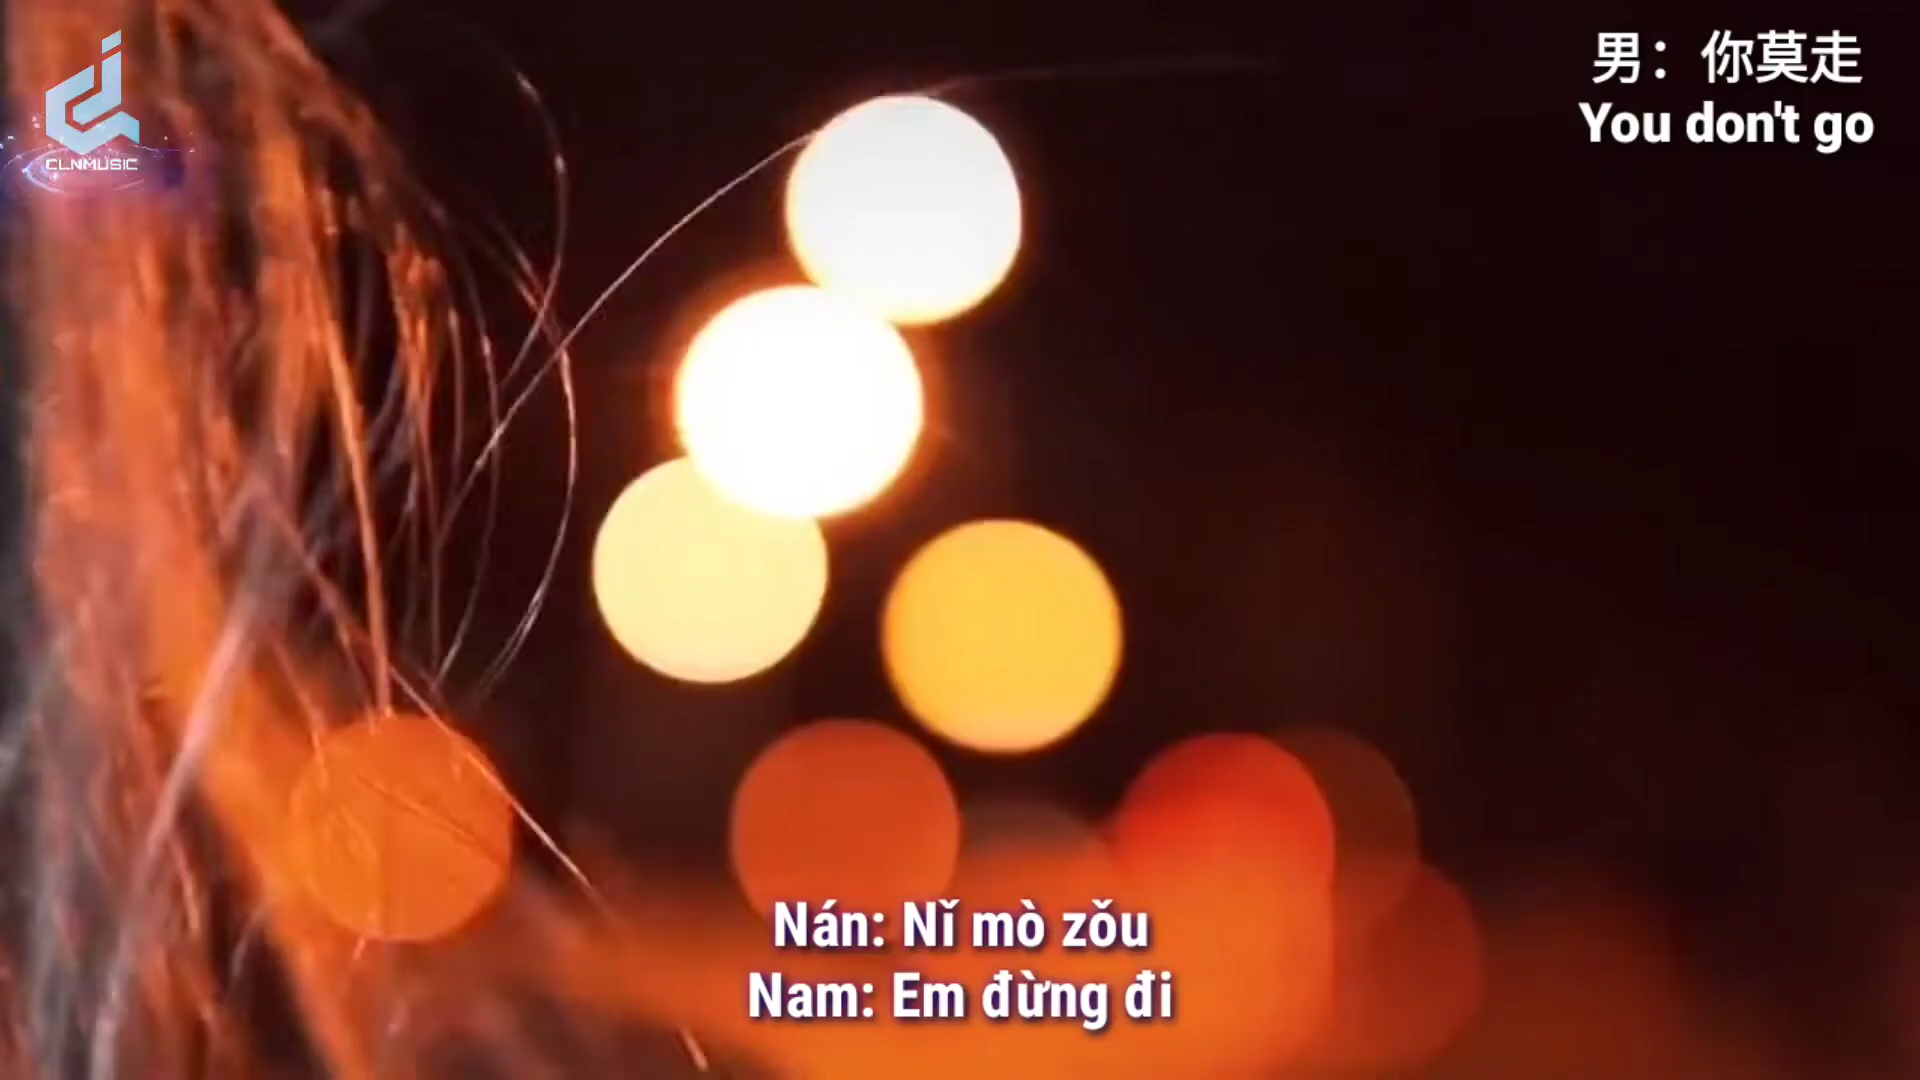 CLNMUSIC
男：你莫走
You don't go
Nán: Nǐ mò zǒu
Nam: Em đừng đi